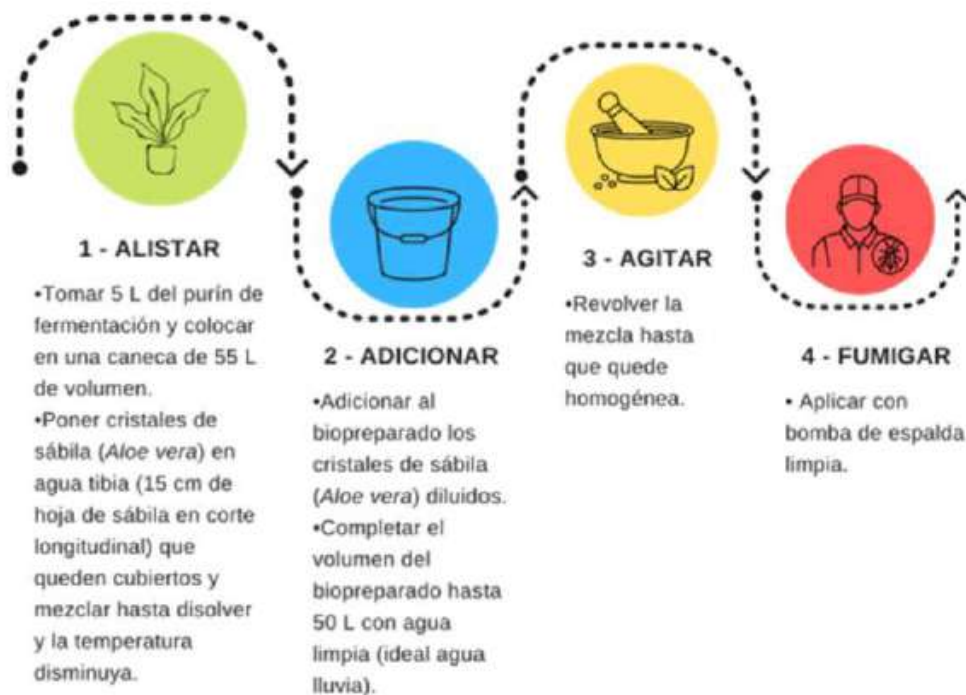 1 - ALISTAR
•Tomar 5 L del purín de
fermentación y colocar
en una caneca de 55 L
de volumen.
•Poner cristales de
sábila (Aloe vera) en
agua tibia (15 cm de
hoja de sábila en corte
longitudinal) que
queden cubiertos y
mezclar hasta disolver
y la temperatura
disminuya.
2 - ADICIONAR
•Adicionar al
biopreparado los
cristales de sábila
(Aloe vera) diluidos.
•Completar el
volumen del
biopreparado hasta
50 L con agua
limpia (ideal agua
lluvia).
3 - AGITAR
•Revolver la
mezcla hasta
que quede
homogénea.
4 - FUMIGAR
• Aplicar con
bomba de espalda
limpia.